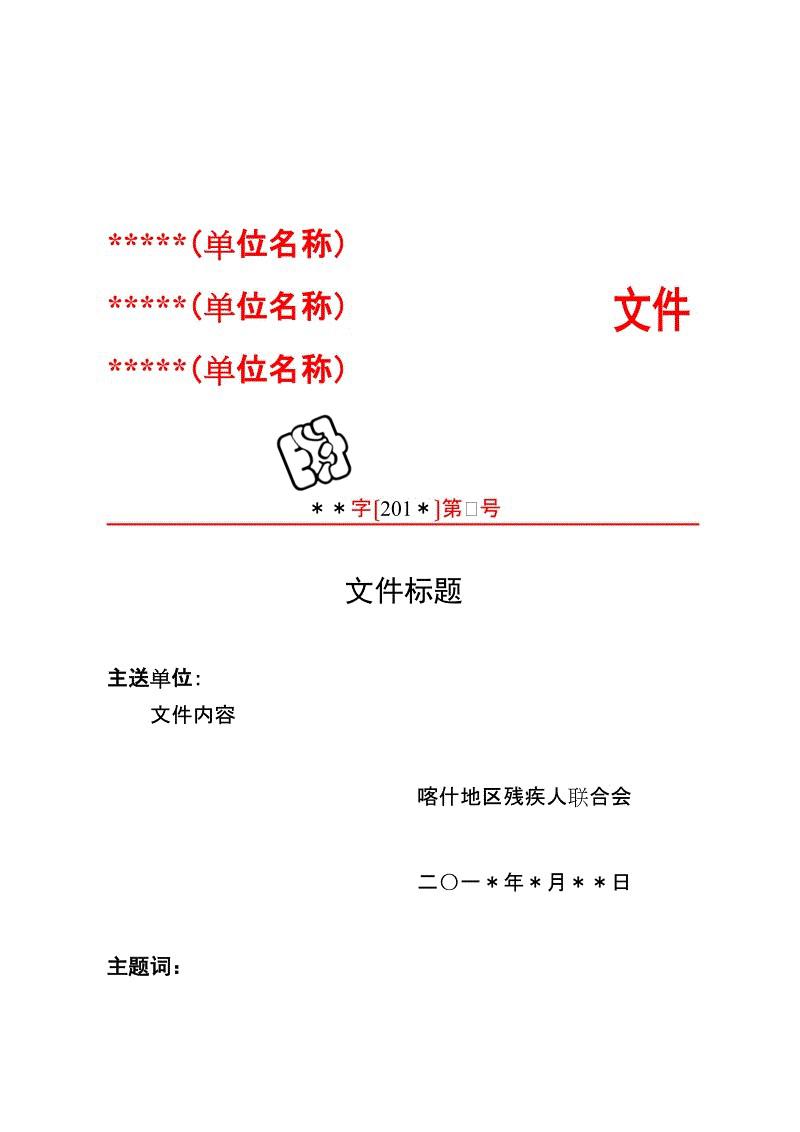 *****(单位名称)
*****(单位名称)
文件
*****(单位名称)
＊＊字[201＊]第□号
文件标题
主送单位:
文件内容
喀什地区残疾人联合会
二〇一＊年＊月＊＊日
主题词：